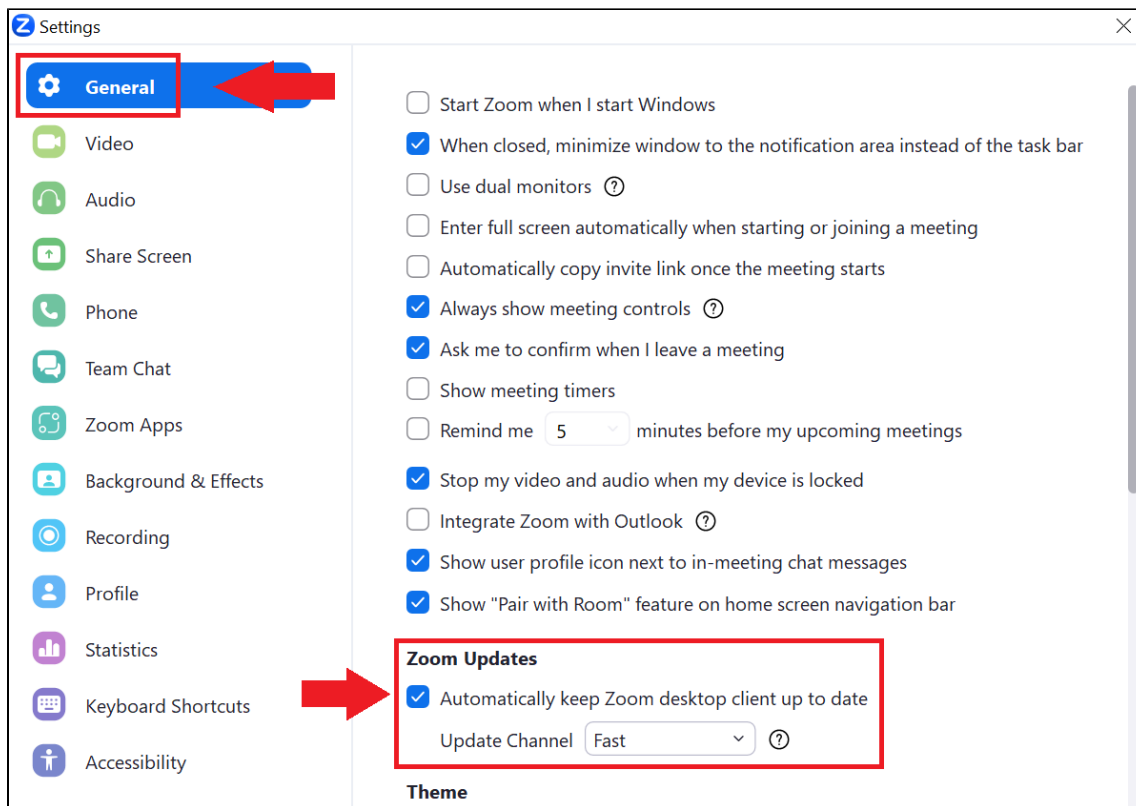 Settings
General
Video
Audio
Share Screen
Phone
Team Chat
Zoom Apps
Background & Effects
Recording
Profile
Statistics
Keyboard Shortcuts
Accessibility
Start Zoom when I start Windows
When closed, minimize window to the notification area instead of the task bar
Use dual monitors ?
Enter full screen automatically when starting or joining a meeting
Automatically copy invite link once the meeting starts
Always show meeting controls ?
Ask me to confirm when I leave a meeting
Show meeting timers
Remind me 5 minutes before my upcoming meetings
Stop my video and audio when my device is locked
Integrate Zoom with Outlook ?
Show user profile icon next to in-meeting chat messages
Show "Pair with Room" feature on home screen navigation bar
Zoom Updates
Automatically keep Zoom desktop client up to date
Update Channel Fast ?
Theme